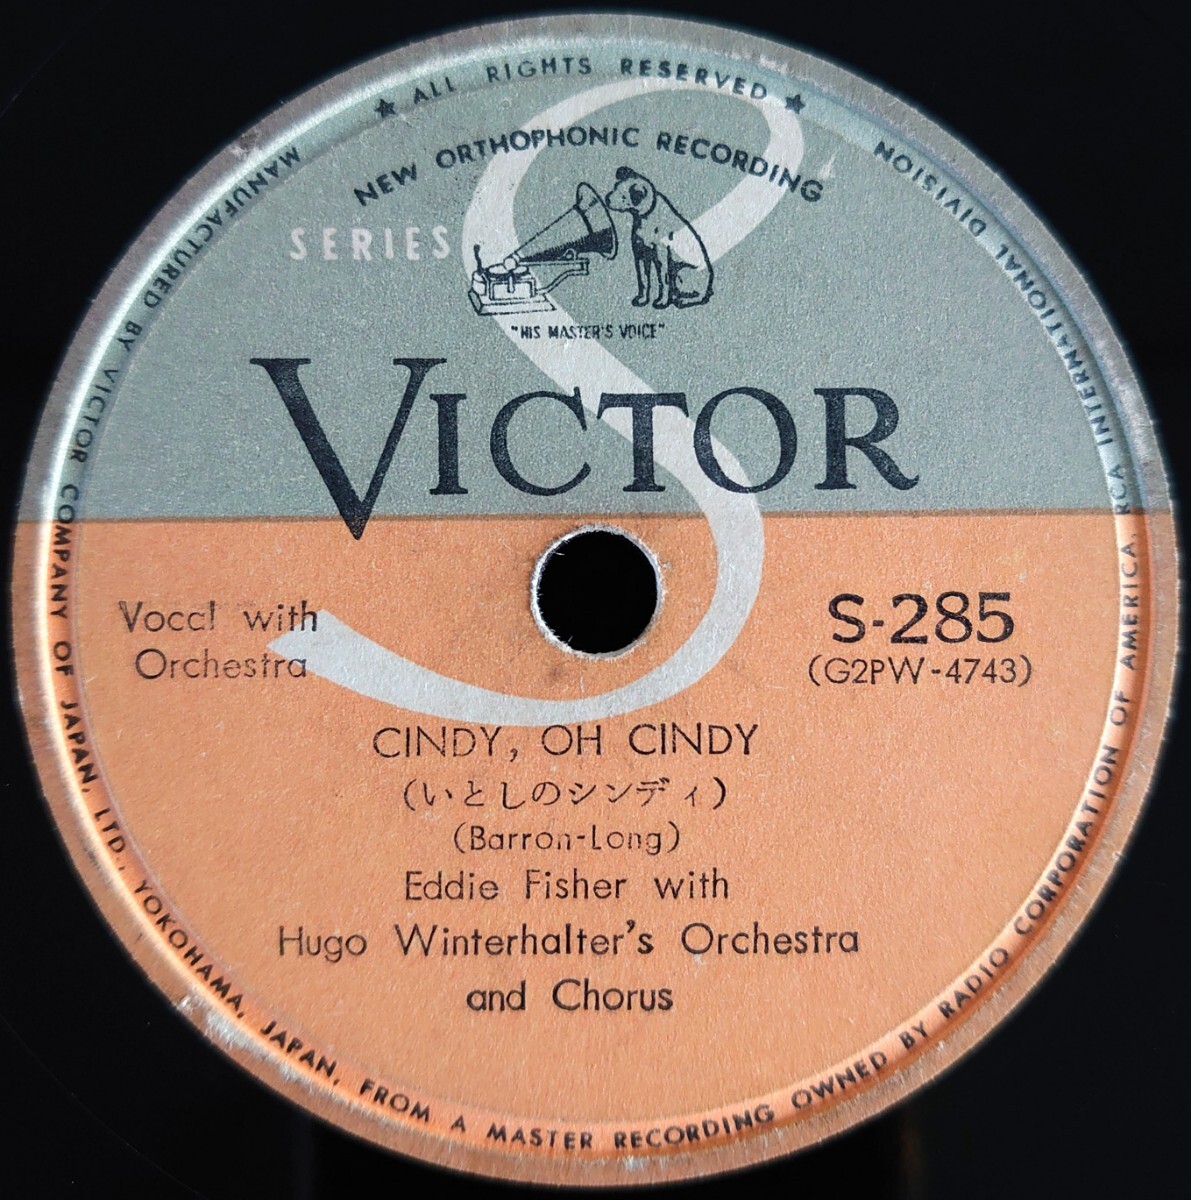 ★ ALL RIGHTS RESERVED ★
NEW ORTHOPHONIC RECORDING
SERIES S
"HIS MASTER'S VOICE"
VICTOR
Vocal with
Orchestra
S-285
(G2PW-4743)
CINDY, OH CINDY
(いとしのシンディ)
(Barron-Long)
Eddie Fisher with
Hugo Winterhalter's Orchestra
and Chorus
MANUFACTURED BY VICTOR COMPANY OF JAPAN, LTD., YOKOHAMA, JAPAN, FROM A MASTER RECORDING OWNED BY RADIO CORPORATION OF AMERICA, RCA INTERNATIONAL DIVISION